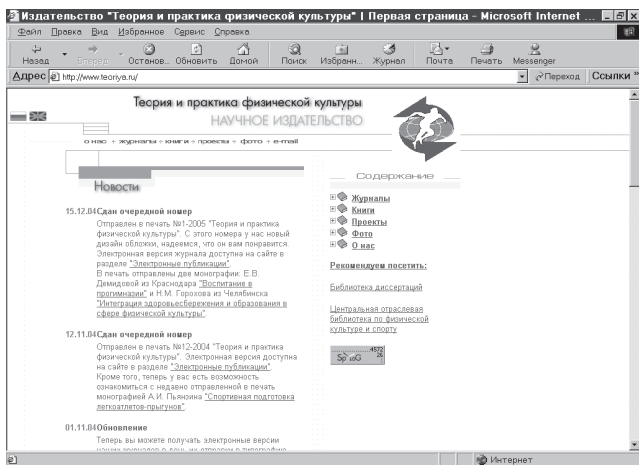 Издательство "Теория и практика физической культуры" | Первая страница - Microsoft Internet ...
Файл Правка Вид Избранное Сервис Справка
Назад Вперед Останов... Обновить Домой Поиск Избранн... Журнал Почта Печать Messenger
Адрес http://www.teoriya.ru/ Переход Ссылки »
Теория и практика физической культуры
НАУЧНОЕ ИЗДАТЕЛЬСТВО
о нас + журналы + книги + проекты + фото + e-mail
Новости
15.12.04 Сдан очередной номер
Отправлен в печать №1-2005 "Теория и практика
физической культуры". С этого номера у нас новый
дизайн обложки, надеемся, что он вам понравится.
Электронная версия журнала доступна на сайте в
разделе "Электронные публикации".
В печать отправлены две монографии: Е.В.
Демидовой из Краснодара "Воспитание в
прогимназии" и Н.М. Горохова из Челябинска
"Интеграция здоровьесбережения и образования в
сфере физической культуры".
12.11.04 Сдан очередной номер
Отправлен в печать №12-2004 "Теория и практика
физической культуры". Электронная версия доступна
на сайте в разделе "Электронные публикации".
Кроме того, теперь у вас есть возможность
ознакомиться с недавно отправленной в печать
монографией А.И. Пьянзина "Спортивная подготовка
легкоатлетов-прыгунов".
01.11.04 Обновление
Теперь вы можете получать электронные версии
наших журналов в день их отправки в типографию
Содержание
Журналы
Книги
Проекты
Фото
О нас
Рекомендуем посетить:
Библиотека диссертаций
Центральная отраслевая
библиотека по физической
культуре и спорту
4572
26
Интернет